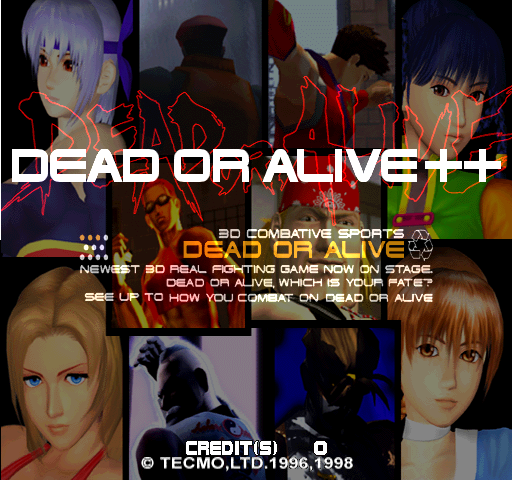 DEAD OR ALIVE
DEAD OR ALIVE++
3D COMBATIVE SPORTS
DEAD OR ALIVE
NEWEST 3D REAL FIGHTING GAME NOW ON STAGE.
DEAD OR ALIVE, WHICH IS YOUR FATE?
SEE UP TO HOW YOU COMBAT ON DEAD OR ALIVE
CREDIT(S) 0
© TECMO,LTD.1996,1998